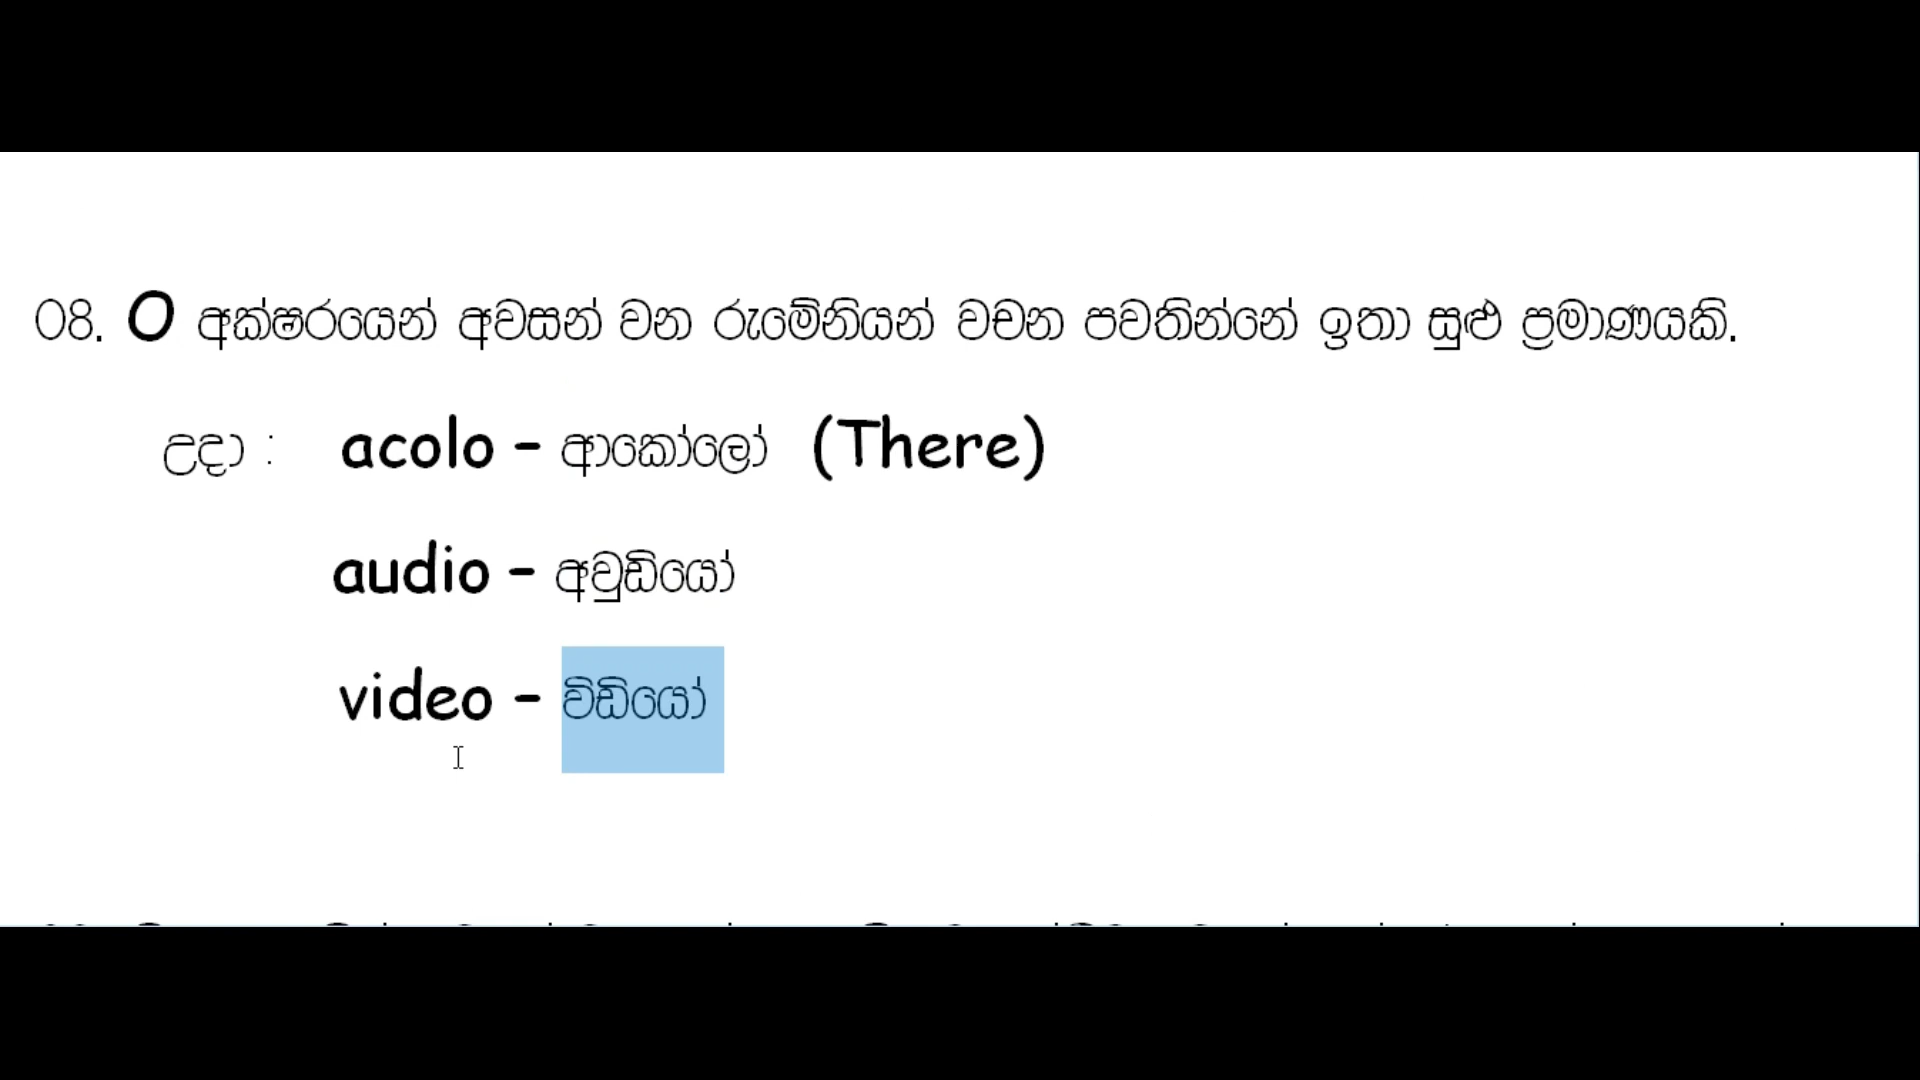 08. O අක්ෂරයෙන් අවසන් වන රුමේනියන් වචන පවතින්නේ ඉතා සුළු ප්‍රමාණයකි.
උදා : acolo - ආකෝලෝ (There)
audio - අවුඩියෝ
video - විඩියෝ